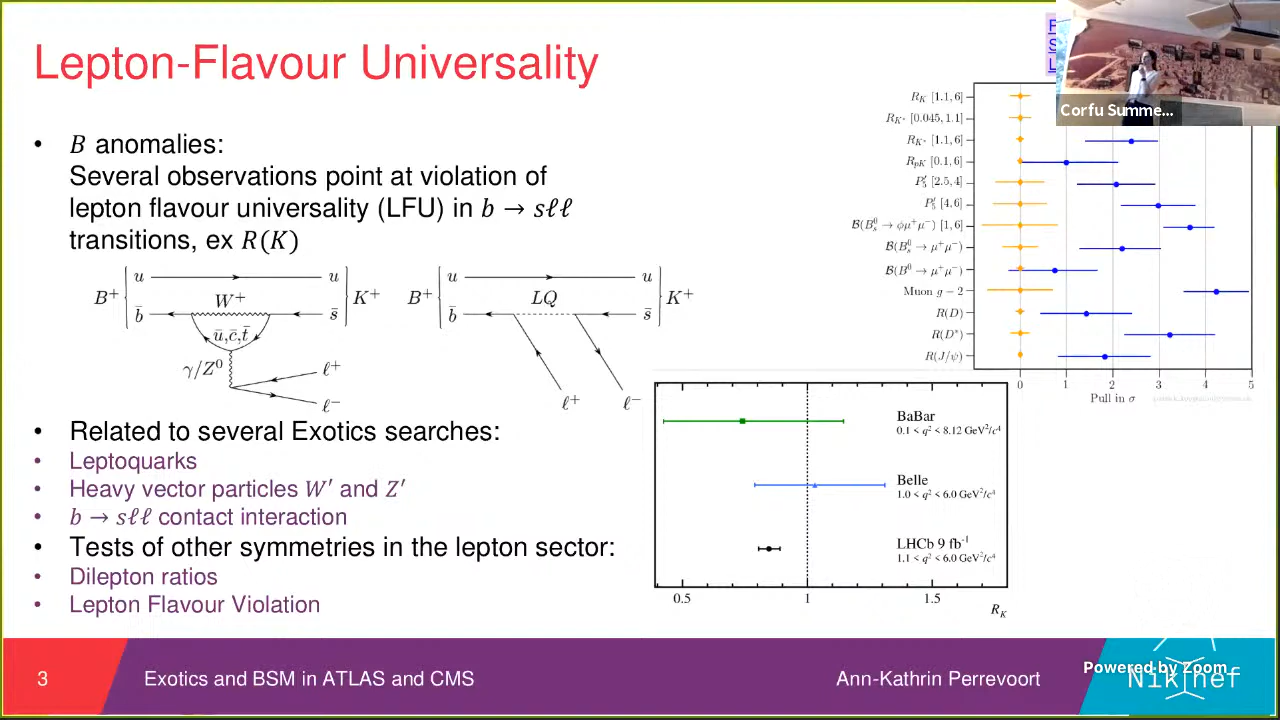 Lepton-Flavour Universality
• B anomalies:
Several observations point at violation of
lepton flavour universality (LFU) in b → sℓℓ
transitions, ex R(K)
B⁺ u u K⁺
b̄ W⁺ s̄
ū,c̄,t̄
γ/Z⁰ ℓ⁺
ℓ⁻
B⁺ u u K⁺
b̄ LQ s̄
ℓ⁺ ℓ⁻
• Related to several Exotics searches:
• Leptoquarks
• Heavy vector particles W′ and Z′
• b → sℓℓ contact interaction
• Tests of other symmetries in the lepton sector:
• Dilepton ratios
• Lepton Flavour Violation
Corfu Summe...
R_K [1.1,6]
R_K* [0.045,1.1]
R_K* [1.1,6]
R_pK [0.1,6]
P′₅ [2.5,4]
P′₅ [4,6]
B(B⁰ₛ → φμ⁺μ⁻) [1,6]
B(B⁰ₛ → μ⁺μ⁻)
B(B⁰ → μ⁺μ⁻)
Muon g−2
R(D)
R(D*)
R(J/ψ)
0 1 2 3 4 5
Pull in σ
BaBar
0.1 < q² < 8.12 GeV²/c⁴
Belle
1.0 < q² < 6.0 GeV²/c⁴
LHCb 9 fb⁻¹
1.1 < q² < 6.0 GeV²/c⁴
0.5 1 1.5
R_K
3 Exotics and BSM in ATLAS and CMS Ann-Kathrin Perrevoort
Powered by Zoom
Nikhef